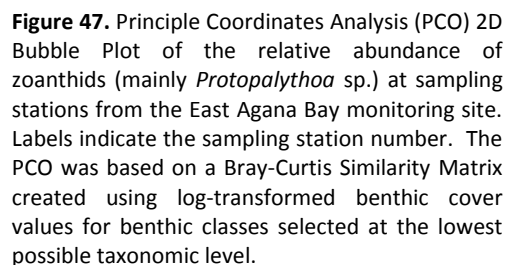 Figure 47. Principle Coordinates Analysis (PCO) 2D
Bubble Plot of the relative abundance of
zoanthids (mainly Protopalythoa sp.) at sampling
stations from the East Agana Bay monitoring site.
Labels indicate the sampling station number. The
PCO was based on a Bray-Curtis Similarity Matrix
created using log-transformed benthic cover
values for benthic classes selected at the lowest
possible taxonomic level.